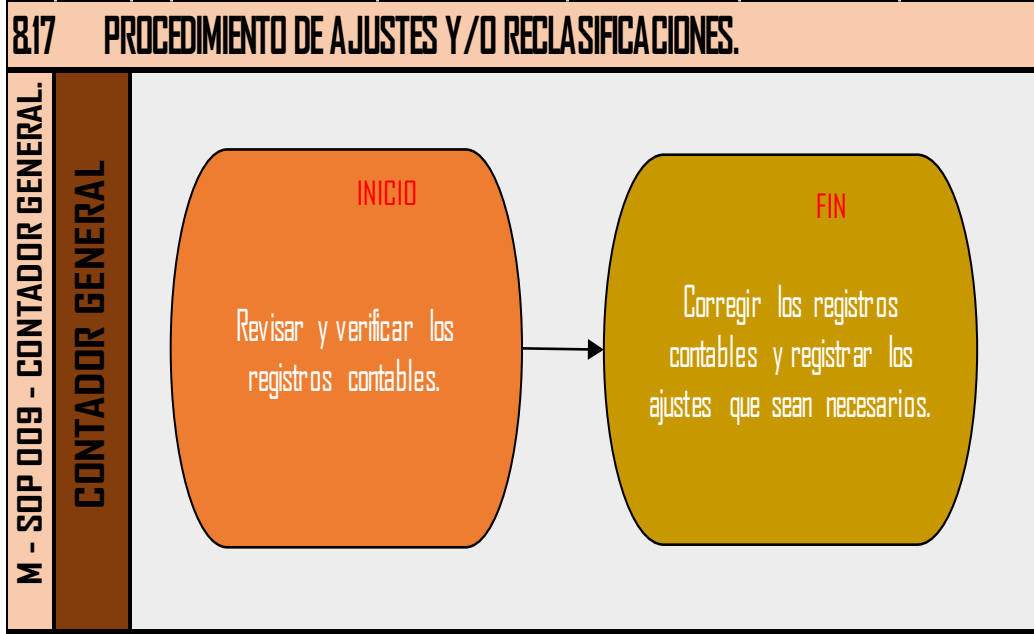 8.17 PROCEDIMIENTO DE AJUSTES Y/O RECLASIFICACIONES.
M - SOP 009 - CONTADOR GENERAL.
CONTADOR GENERAL
INICIO
Revisar y verificar los
registros contables.
FIN
Corregir los registros
contables y registrar los
ajustes que sean necesarios.